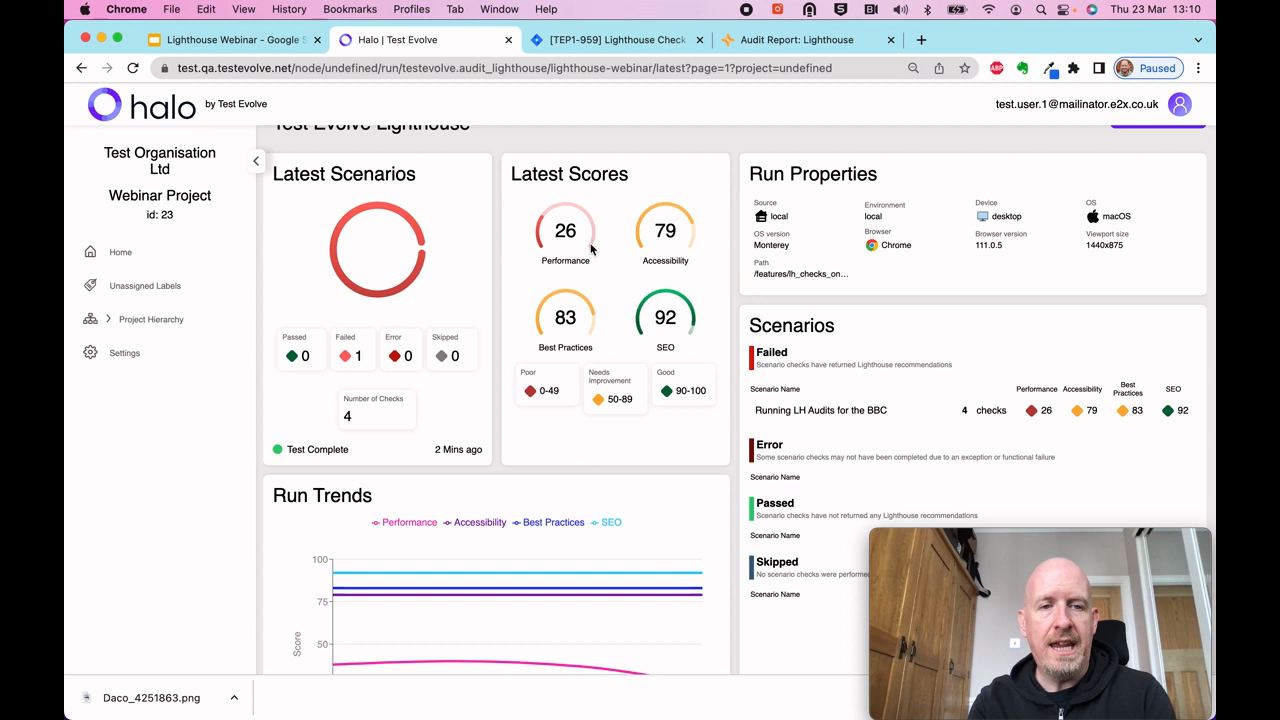 Chrome File Edit View History Bookmarks Profiles Tab Window Help Thu 23 Mar 13:10
Lighthouse Webinar - Google S
Halo | Test Evolve
[TEP1-959] Lighthouse Check
Audit Report: Lighthouse
test.qa.testevolve.net/node/undefined/run/testevolve.audit_lighthouse/lighthouse-webinar/latest?page=1?project=undefined
ABP
Paused
halo by Test Evolve
test.user.1@mailinator.e2x.co.uk
Test Organisation
Ltd
Webinar Project
id: 23
Home
Unassigned Labels
Project Hierarchy
Settings
Test Evolve Lighthouse
Latest Scenarios
Passed
0
Failed
1
Error
0
Skipped
0
Number of Checks
4
Test Complete
2 Mins ago
Latest Scores
26
Performance
79
Accessibility
83
Best Practices
92
SEO
Poor
0-49
Needs
Improvement
50-89
Good
90-100
Run Properties
Source
local
Environment
local
Device
desktop
OS
macOS
OS version
Monterey
Browser
Chrome
Browser version
111.0.5
Viewport size
1440x875
Path
/features/lh_checks_on...
Scenarios
Failed
Scenario checks have returned Lighthouse recommendations
Scenario Name Performance Accessibility Best Practices SEO
Running LH Audits for the BBC 4 checks 26 79 83 92
Error
Some scenario checks may not have been completed due to an exception or functional failure
Scenario Name
Passed
Scenario checks have not returned any Lighthouse recommendations
Scenario Name
Skipped
No scenario checks were performe
Scenario Name
Run Trends
Performance Accessibility Best Practices SEO
100
75
50
Score
Daco_4251863.png